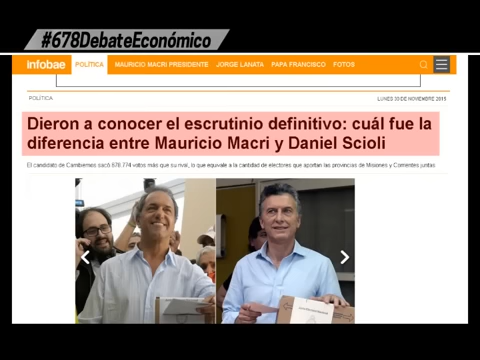 #678DebateEconómico
infobae POLÍTICA MAURICIO MACRI PRESIDENTE JORGE LANATA PAPA FRANCISCO FOTOS
POLÍTICA LUNES 30 DE NOVIEMBRE 2015
Dieron a conocer el escrutinio definitivo: cuál fue la
diferencia entre Mauricio Macri y Daniel Scioli
El candidato de Cambiemos sacó 678.774 votos más que su rival, lo que equivale a la cantidad de electores que aportan las provincias de Misiones y Corrientes juntas